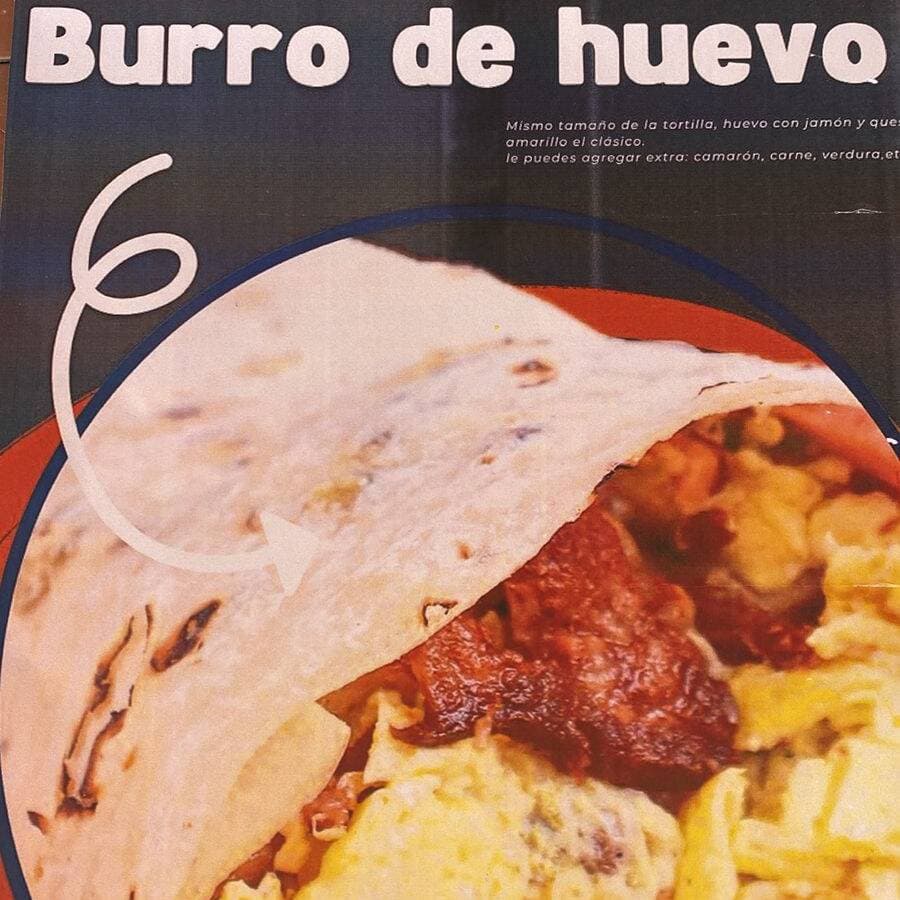 Burro de huevo
Mismo tamaño de la tortilla, huevo con jamón y ques
amarillo el clásico.
le puedes agregar extra: camarón, carne, verdura,et